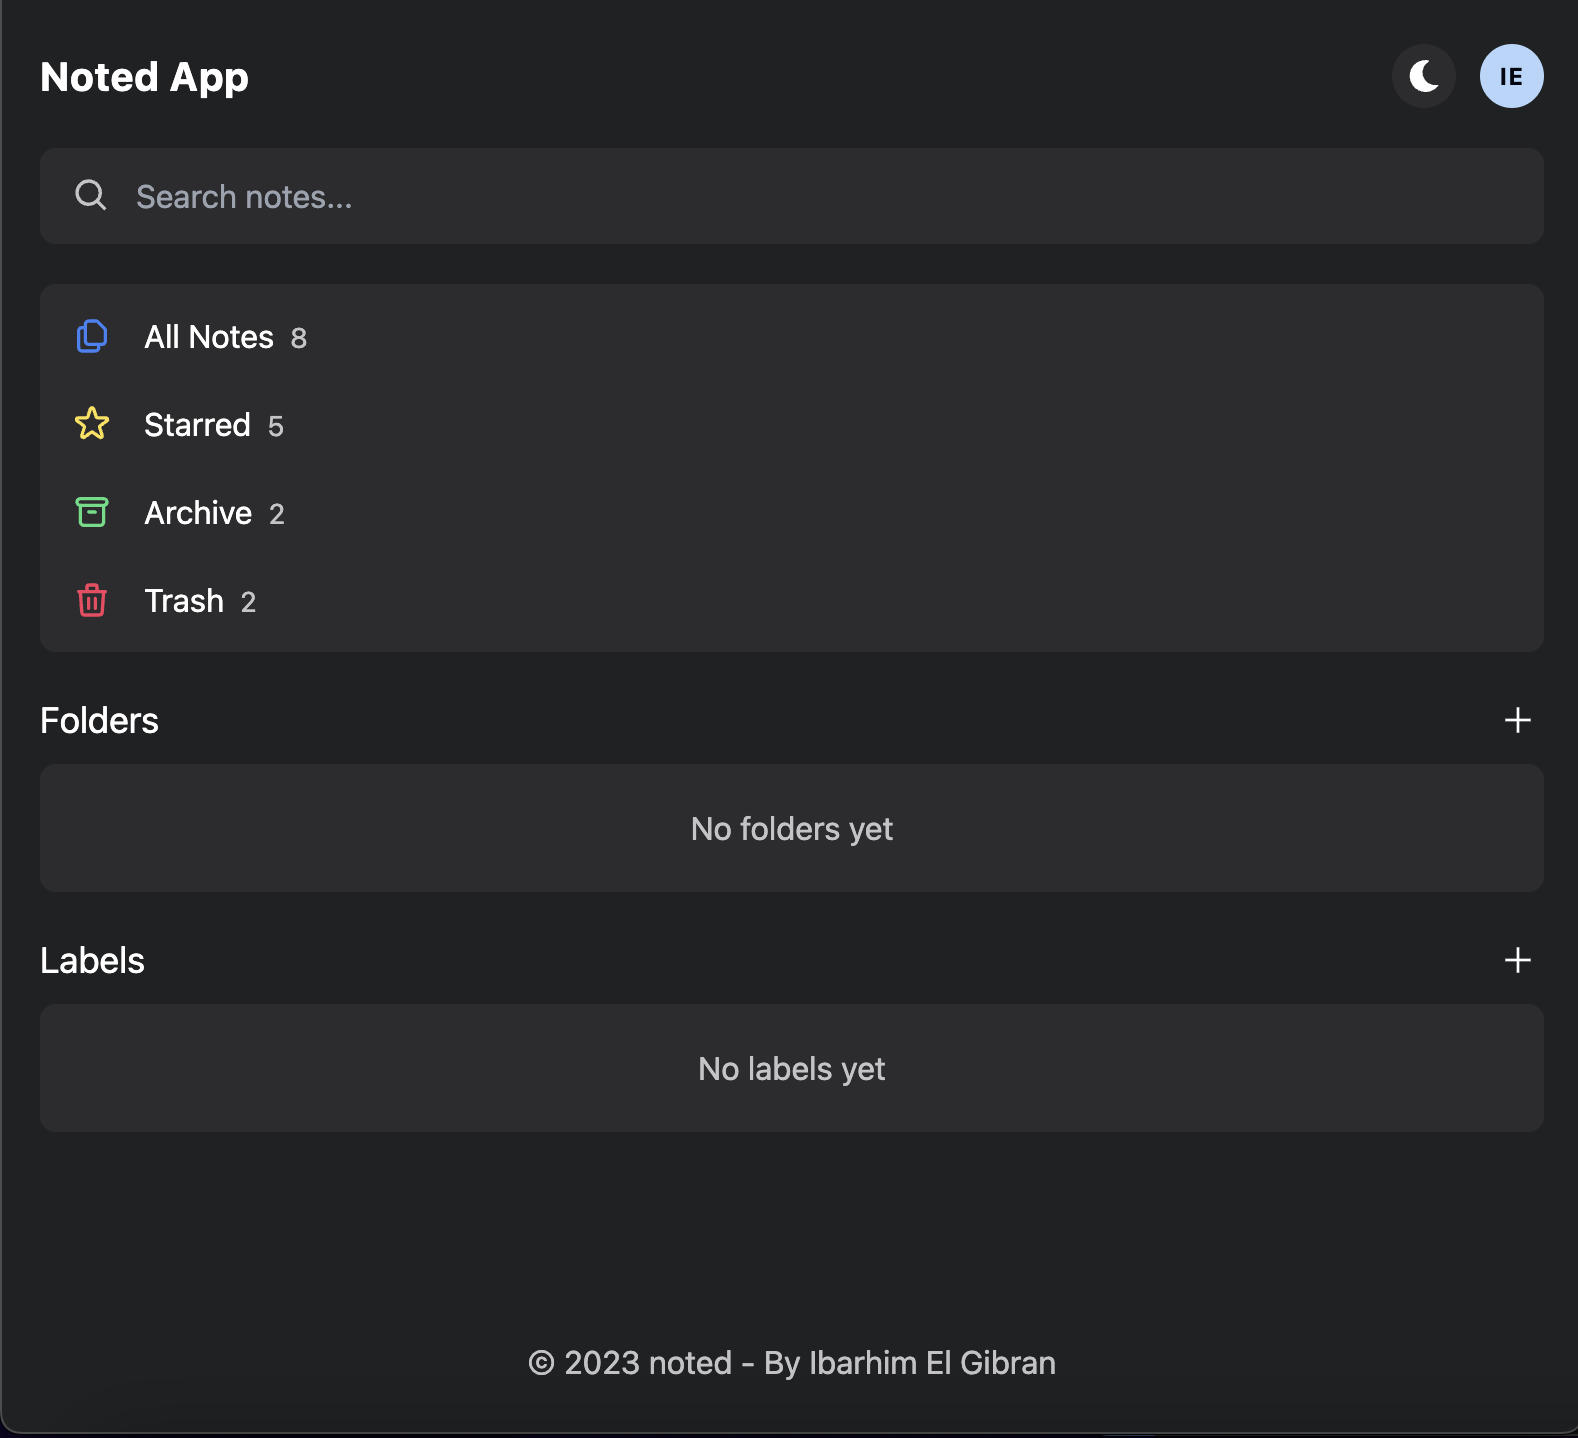 Noted App
IE
Search notes...
All Notes 8
Starred 5
Archive 2
Trash 2
Folders
No folders yet
Labels
No labels yet
© 2023 noted - By Ibarhim El Gibran